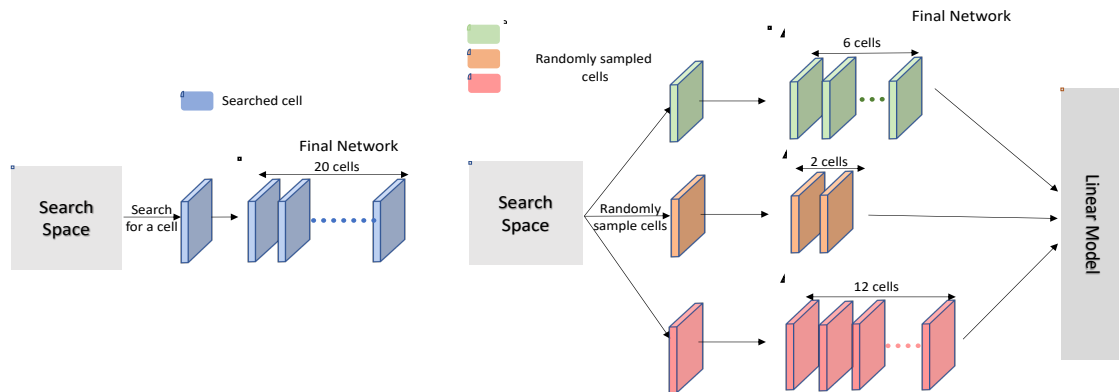 Searched cell
Final Network
20 cells
Search
Space
Search
for a cell
Randomly sampled
cells
Final Network
6 cells
2 cells
12 cells
Search
Space
Randomly
sample cells
Linear Model